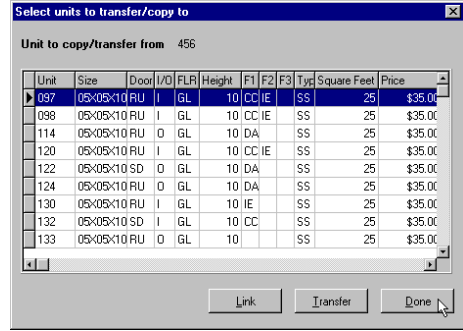 Select units to transfer/copy to
Unit to copy/transfer from 456
Unit Size Door I/O FLR Height F1 F2 F3 Typ Square Feet Price
097 05X05X10 RU I GL 10 CC IE SS 25 $35.00
098 05X05X10 RU I GL 10 CC IE SS 25 $35.00
114 05X05X10 RU O GL 10 DA SS 25 $35.00
120 05X05X10 RU I GL 10 CC IE SS 25 $35.00
122 05X05X10 SD O GL 10 DA SS 25 $35.00
124 05X05X10 RU O GL 10 DA SS 25 $35.00
130 05X05X10 RU I GL 10 IE SS 25 $35.00
132 05X05X10 SD I GL 10 CC SS 25 $35.00
133 05X05X10 RU O GL 10 SS 25 $35.00
Link Transfer Done